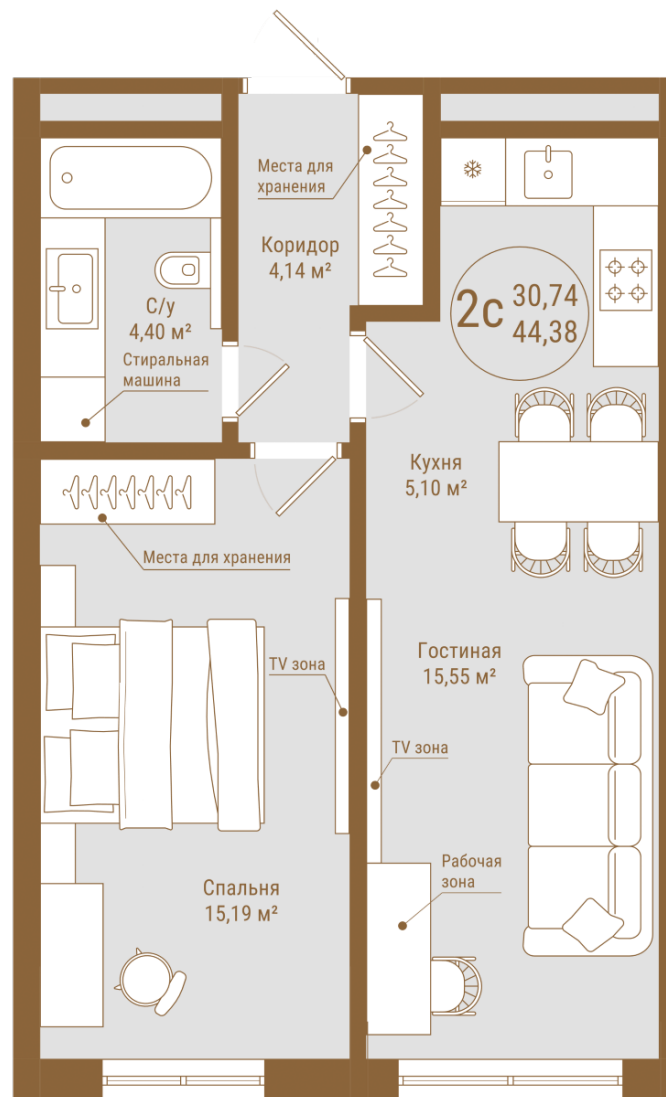 Места для
хранения
Коридор
4,14 м²
С/у
4,40 м²
Стиральная
машина
2с
30,74
44,38
Кухня
5,10 м²
Места для хранения
TV зона
Гостиная
15,55 м²
TV зона
Рабочая
зона
Спальня
15,19 м²